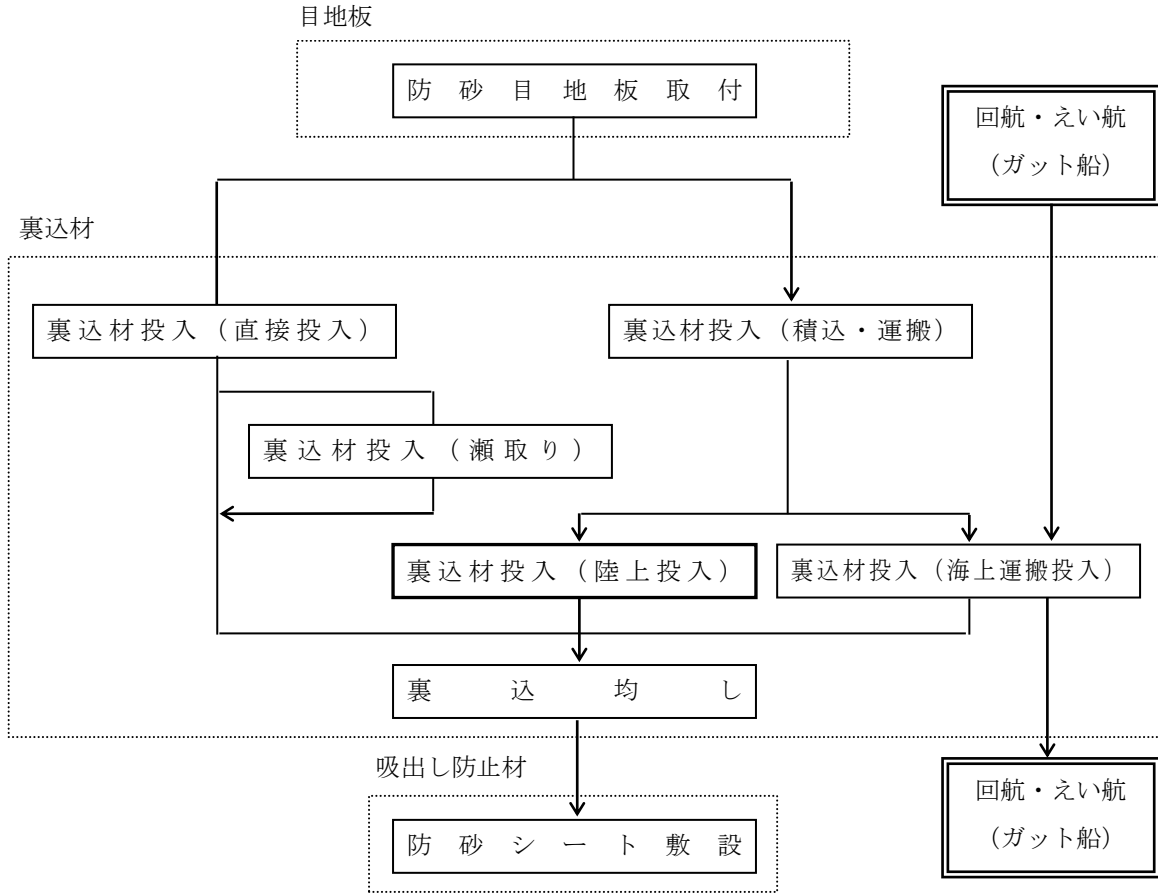 目地板
防砂目地板取付
回航・えい航
（ガット船）
裏込材
裏込材投入（直接投入）
裏込材投入（積込・運搬）
裏込材投入（瀬取り）
裏込材投入（陸上投入）
裏込材投入（海上運搬投入）
裏込均し
吸出し防止材
防砂シート敷設
回航・えい航
（ガット船）